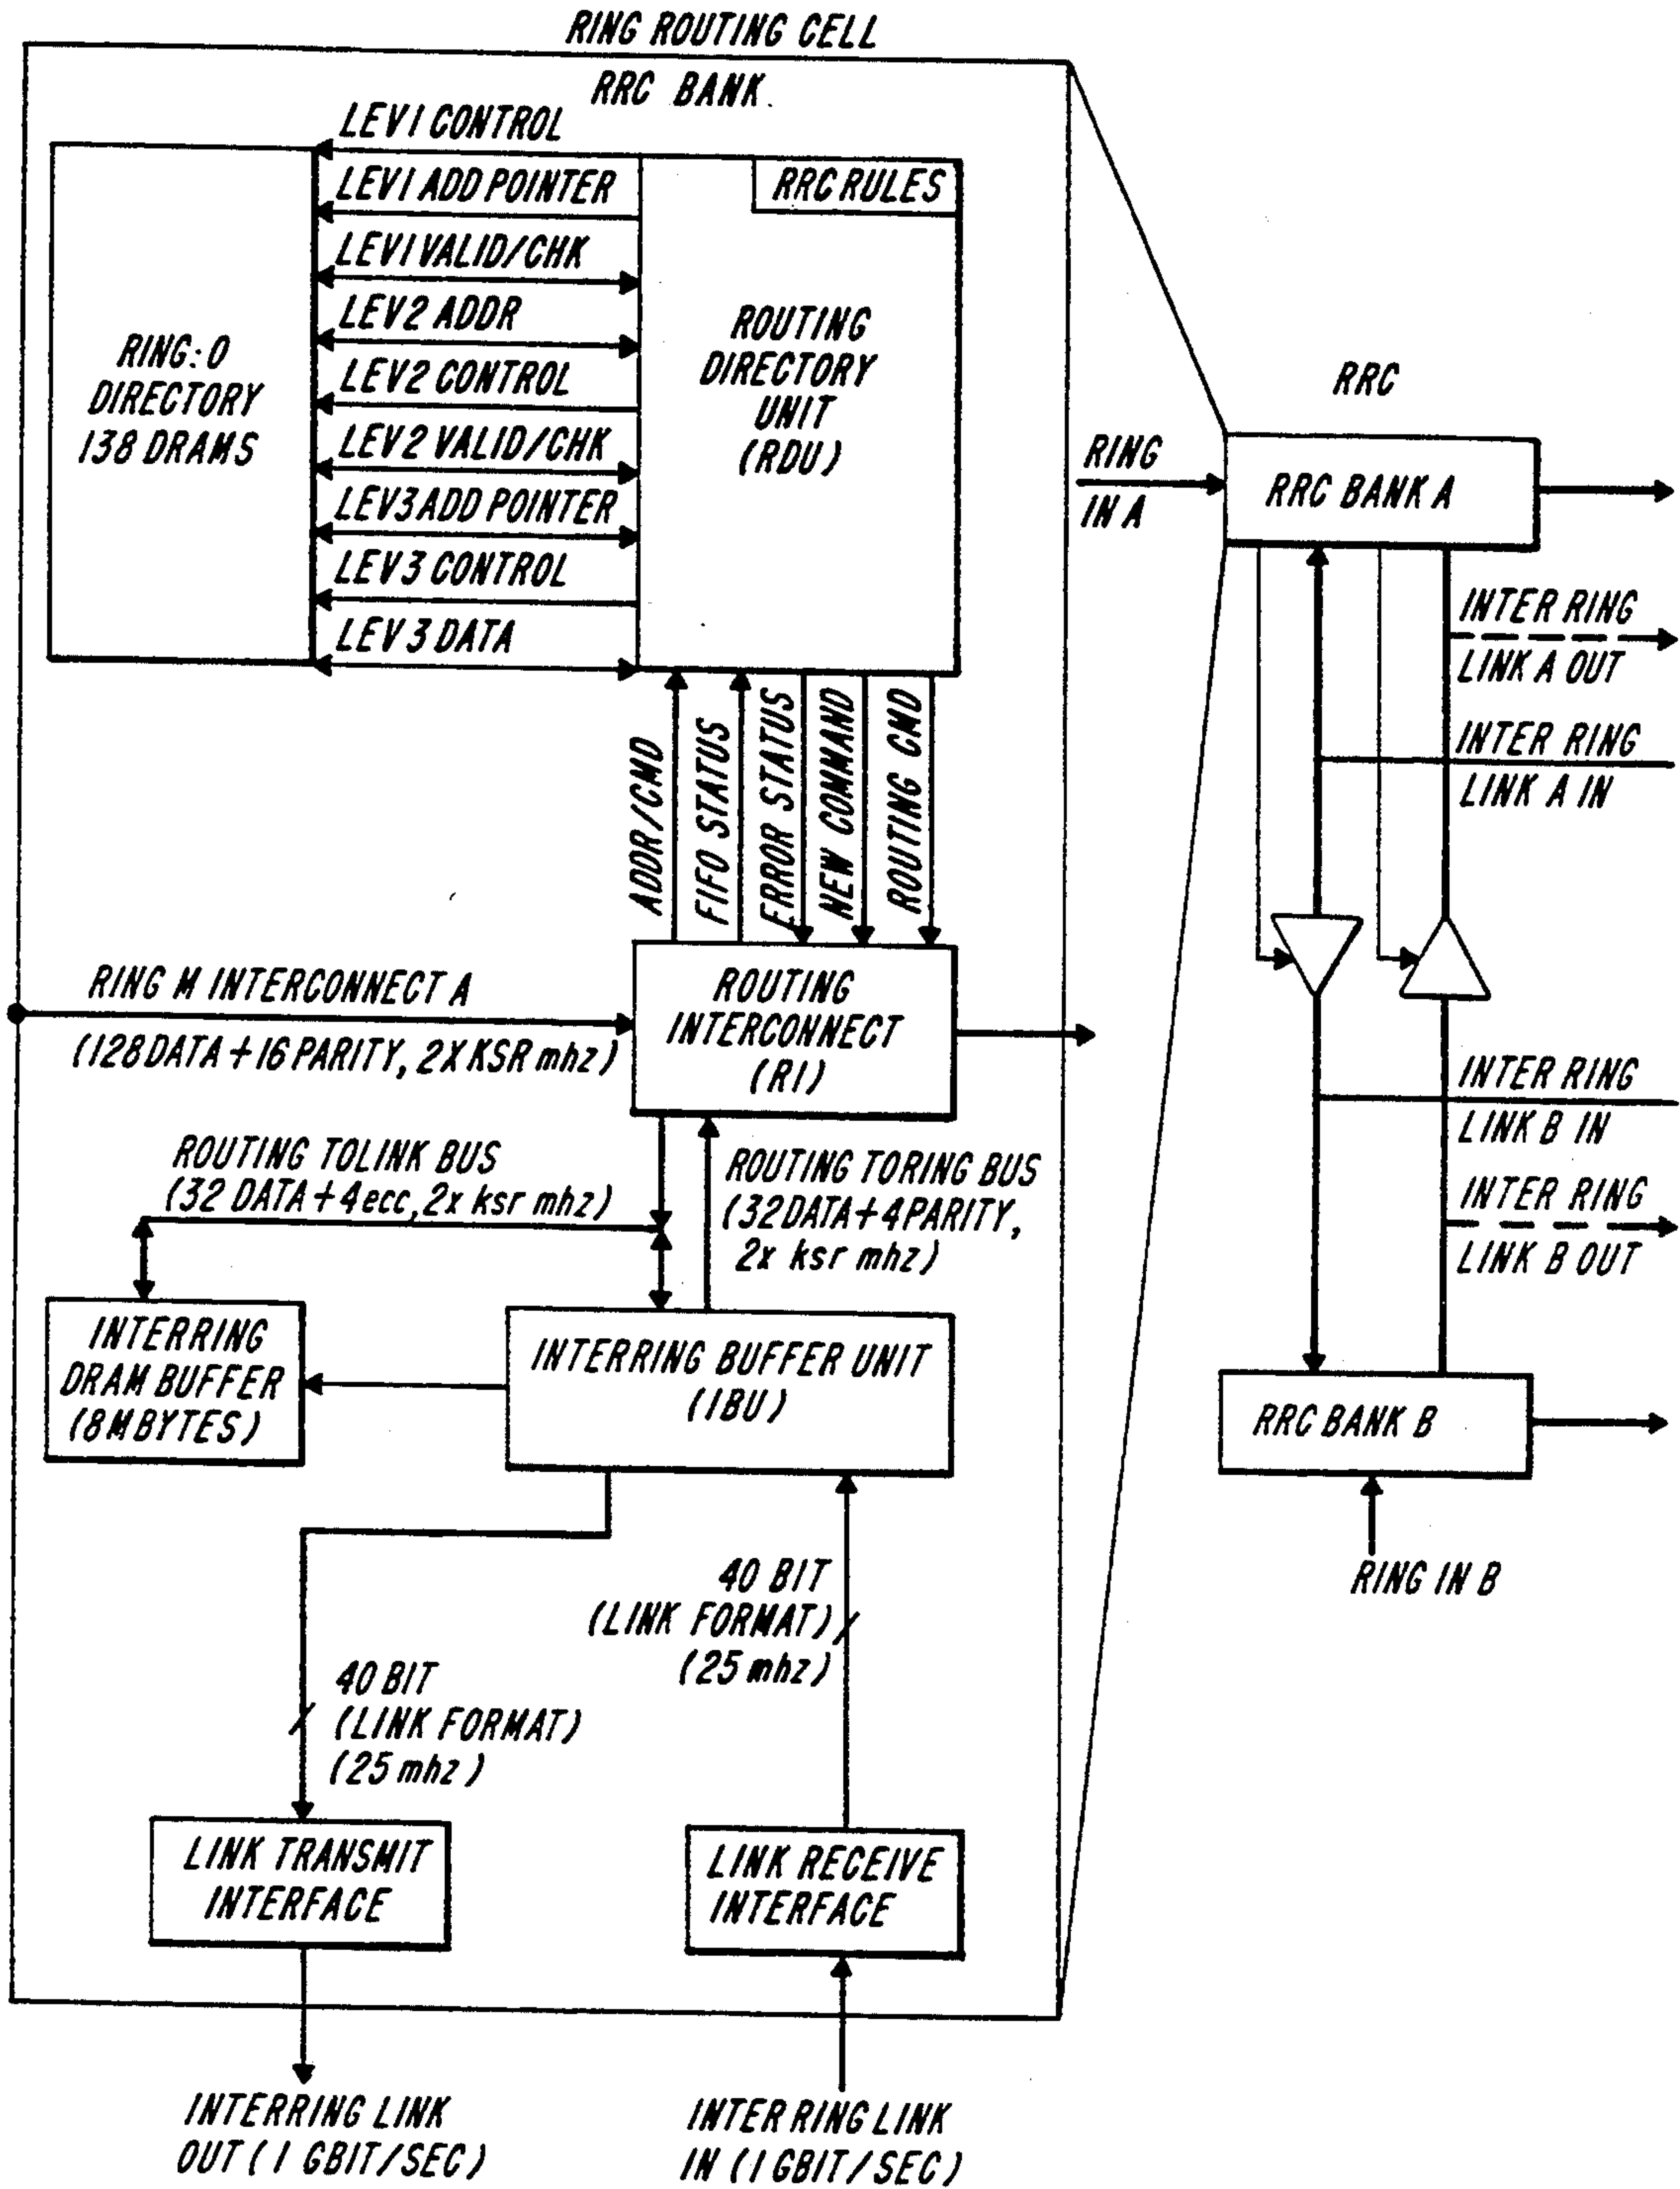 RING ROUTING CELL
RRC BANK
LEV1 CONTROL
LEV1 ADD POINTER
RRC RULES
LEV1 VALID/CHK
LEV2 ADDR
LEV2 CONTROL
LEV2 VALID/CHK
LEV3 ADD POINTER
LEV3 CONTROL
LEV3 DATA
RING:0
DIRECTORY
138 DRAMS
ROUTING
DIRECTORY
UNIT
(RDU)
ADDR/CMD
FIFO STATUS
ERROR STATUS
NEW COMMAND
ROUTING CMD
RING M INTERCONNECT A
(128 DATA + 16 PARITY, 2X KSR mhz)
ROUTING
INTERCONNECT
(RI)
ROUTING TOLINK BUS
(32 DATA + 4 ecc, 2x ksr mhz)
ROUTING TORING BUS
(32 DATA + 4 PARITY,
2x ksr mhz)
INTERRING
DRAM BUFFER
(8 MBYTES)
INTERRING BUFFER UNIT
(IBU)
40 BIT
(LINK FORMAT)
(25 mhz)
40 BIT
(LINK FORMAT)
(25 mhz)
LINK TRANSMIT
INTERFACE
LINK RECEIVE
INTERFACE
INTERRING LINK
OUT (1 GBIT/SEC)
INTER RING LINK
IN (1 GBIT/SEC)
RRC
RING
IN A
RRC BANK A
INTER RING
LINK A OUT
INTER RING
LINK A IN
INTER RING
LINK B IN
INTER RING
LINK B OUT
RRC BANK B
RING IN B